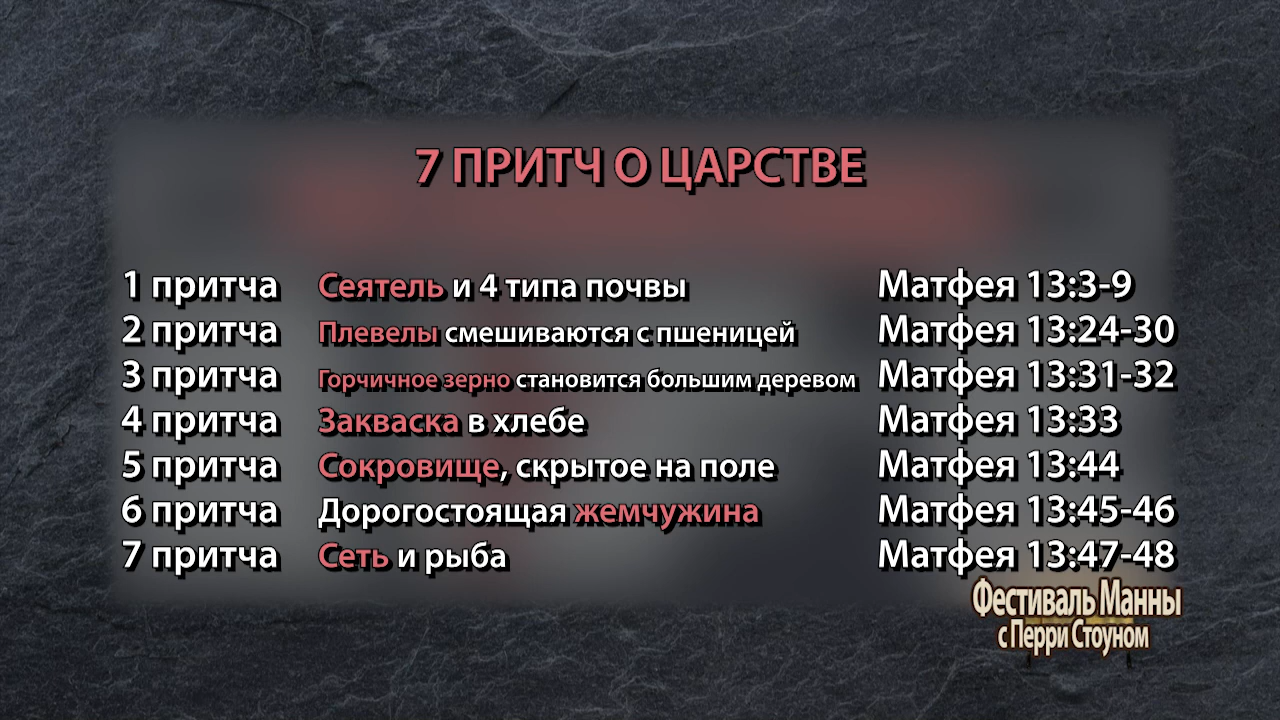 7 ПРИТЧ О ЦАРСТВЕ
1 притча Сеятель и 4 типа почвы Матфея 13:3-9
2 притча Плевелы смешиваются с пшеницей Матфея 13:24-30
3 притча Горчичное зерно становится большим деревом Матфея 13:31-32
4 притча Закваска в хлебе Матфея 13:33
5 притча Сокровище, скрытое на поле Матфея 13:44
6 притча Дорогостоящая жемчужина Матфея 13:45-46
7 притча Сеть и рыба Матфея 13:47-48
Фестиваль Манны
с Перри Стоуном